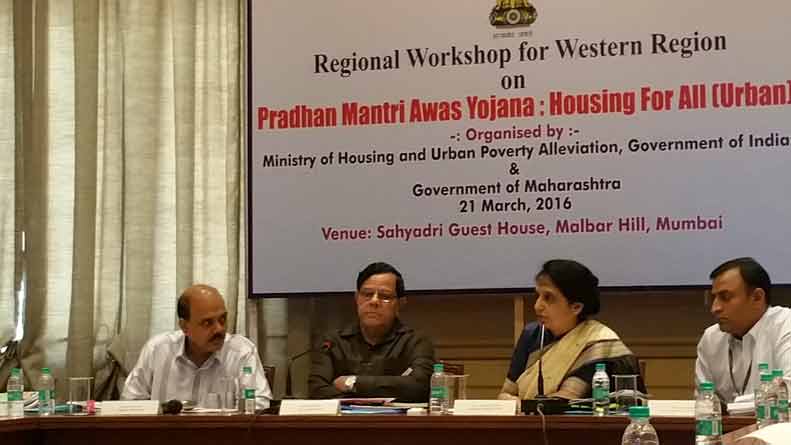 Regional Workshop for Western Region
on
Pradhan Mantri Awas Yojana : Housing For All (Urban)
-: Organised by :-
Ministry of Housing and Urban Poverty Alleviation, Government of India
&
Government of Maharashtra
21 March, 2016
Venue: Sahyadri Guest House, Malbar Hill, Mumbai